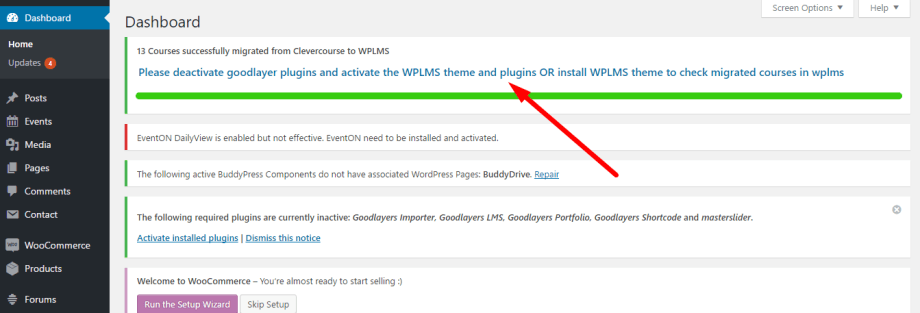 Screen Options ▼ Help ▼
Dashboard
Home
Updates 4
Posts
Events
Media
Pages
Comments
Contact
WooCommerce
Products
Forums
Dashboard
13 Courses successfully migrated from Clevercourse to WPLMS
Please deactivate goodlayer plugins and activate the WPLMS theme and plugins OR install WPLMS theme to check migrated courses in wplms
EventON DailyView is enabled but not effective. EventON need to be installed and activated.
The following active BuddyPress Components do not have associated WordPress Pages: BuddyDrive. Repair
The following required plugins are currently inactive: Goodlayers Importer, Goodlayers LMS, Goodlayers Portfolio, Goodlayers Shortcode and masterslider.
Activate installed plugins | Dismiss this notice
Welcome to WooCommerce – You're almost ready to start selling :)
Run the Setup Wizard Skip Setup